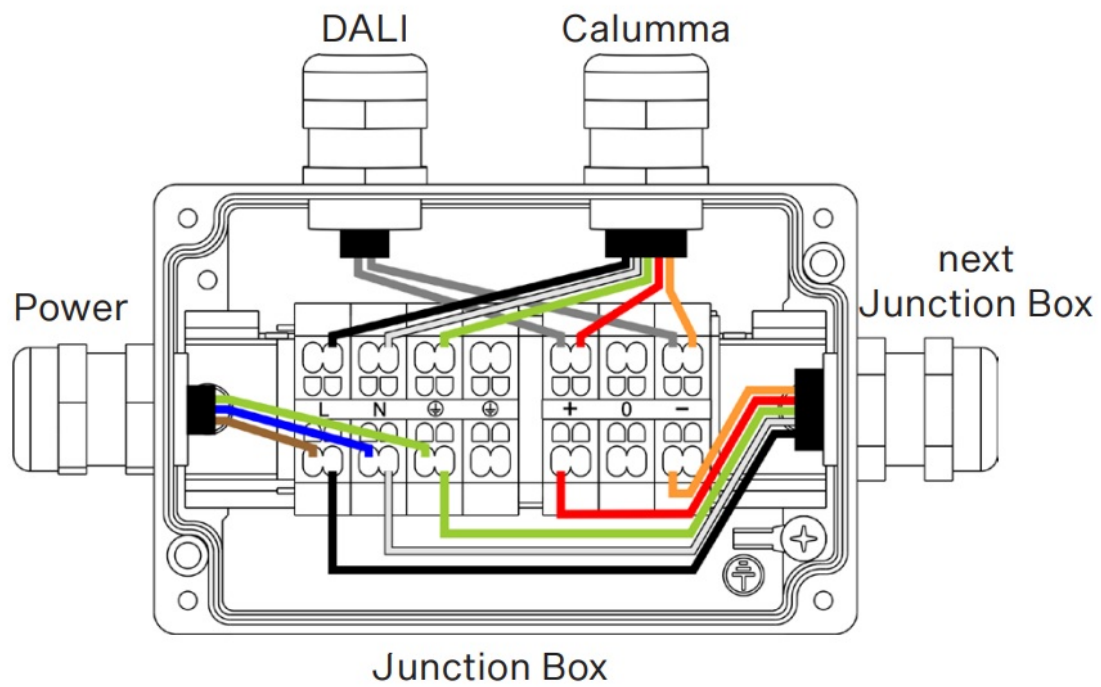 DALI
Calumma
Power
next
Junction Box
L N + 0 −
Junction Box